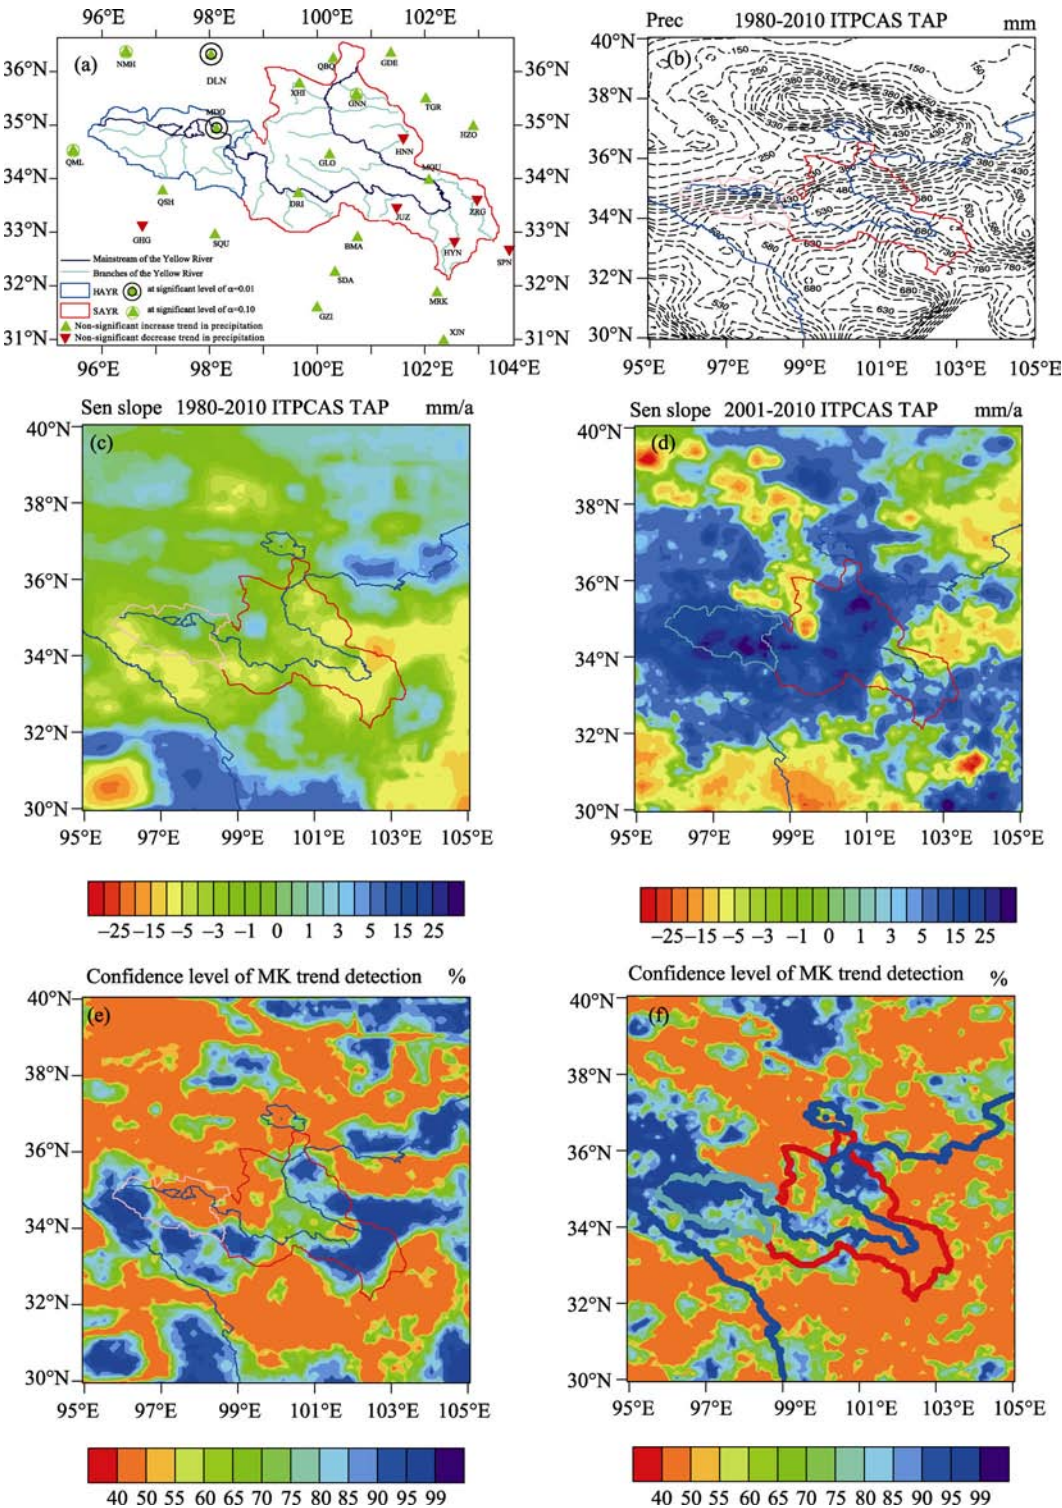 96°E 98°E 100°E 102°E
Prec 1980-2010 ITPCAS TAP mm
(a)
36°N
35°N
34°N
33°N
32°N
31°N
NMH
DLN
QBQ
GDE
XHI
GNN
TGR
MDO
HZO
HNN
QML
GLO
MQU
QSH
DRI
JUZ
ZRG
GHG
SQU
BMA
HYN
SPN
SDA
MRK
GZI
XIN
Mainstream of the Yellow River
Branches of the Yellow River
HAYR at significant level of α=0.01
SAYR at significant level of α=0.10
Non-significant increase trend in precipitation
Non-significant decrease trend in precipitation
96°E 98°E 100°E 102°E 104°E
(b)
40°N
38°N
36°N
34°N
32°N
30°N
95°E 97°E 99°E 101°E 103°E 105°E
Sen slope 1980-2010 ITPCAS TAP mm/a
(c)
40°N
38°N
36°N
34°N
32°N
30°N
95°E 97°E 99°E 101°E 103°E 105°E
–25 –15 –5 –3 –1 0 1 3 5 15 25
Sen slope 2001-2010 ITPCAS TAP mm/a
(d)
40°N
38°N
36°N
34°N
32°N
30°N
95°E 97°E 99°E 101°E 103°E 105°E
–25 –15 –5 –3 –1 0 1 3 5 15 25
Confidence level of MK trend detection %
(e)
40°N
38°N
36°N
34°N
32°N
30°N
95°E 97°E 99°E 101°E 103°E 105°E
40 50 55 60 65 70 75 80 85 90 95 99
Confidence level of MK trend detection %
(f)
40°N
38°N
36°N
34°N
32°N
30°N
95°E 97°E 99°E 101°E 103°E 105°E
40 50 55 60 65 70 75 80 85 90 95 99